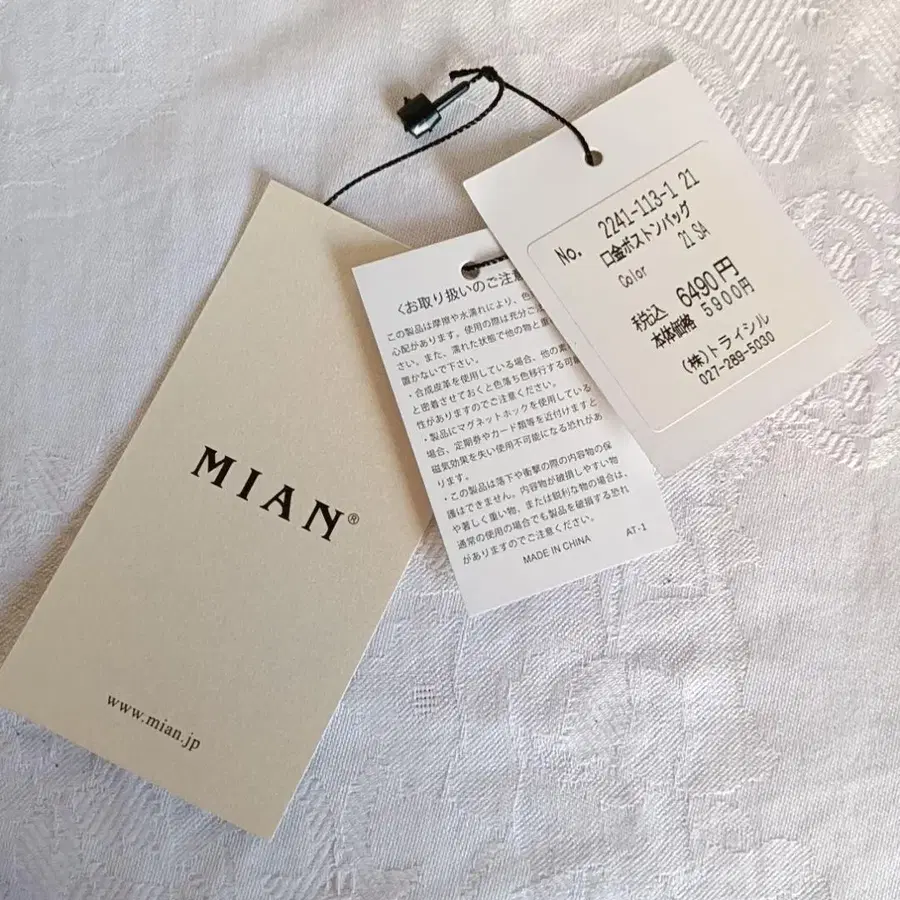 MIAN®
www.mian.jp
〈お取り扱いのご注意
この製品は摩擦や水濡れにより、色
心配があります。使用の際は充分ご注
さい。また、濡れた状態で他の物と重
置かないで下さい。
・合成皮革を使用している場合、他の素
と密着させておくと色落ち色移行する可能
性がありますのでご注意ください。
・製品にマグネットホックを使用している
場合、定期券やカード類等を近付けますと
磁気効果を失い使用不可能になる恐れがあ
ります。
・この製品は落下や衝撃の際の内容物の保
護はできません。内容物が破損しやすい物
や著しく重い物、または鋭利な物の場合は、
通常の使用の場合でも製品を破損する恐れ
がありますのでご注意ください。
MADE IN CHINA AT-1
No. 2241-113-1 21
口金ボストンバッグ
Color 21 SA
税込 6490円
本体価格 5900円
(株)トライシル
027-289-5030